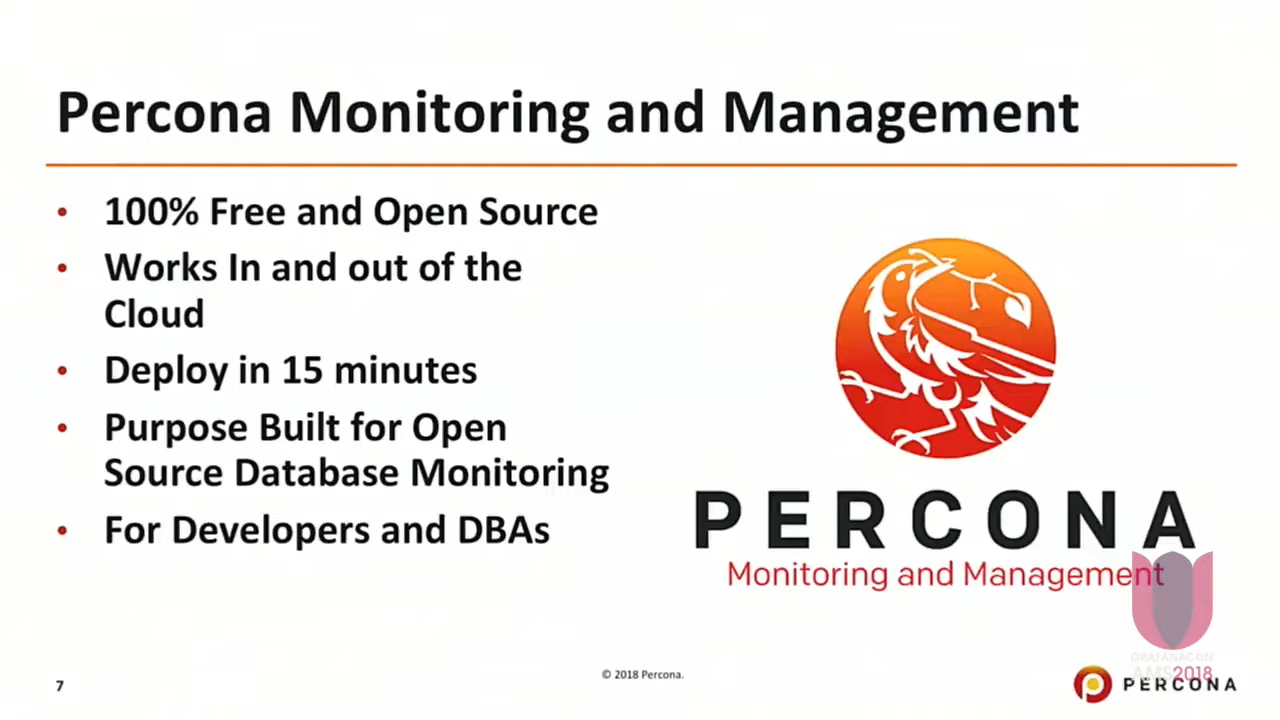 Percona Monitoring and Management
• 100% Free and Open Source
• Works In and out of the
Cloud
• Deploy in 15 minutes
• Purpose Built for Open
Source Database Monitoring
• For Developers and DBAs
PERCONA
Monitoring and Management
GRAFANACON
AMS2018
7
© 2018 Percona.
PERCONA